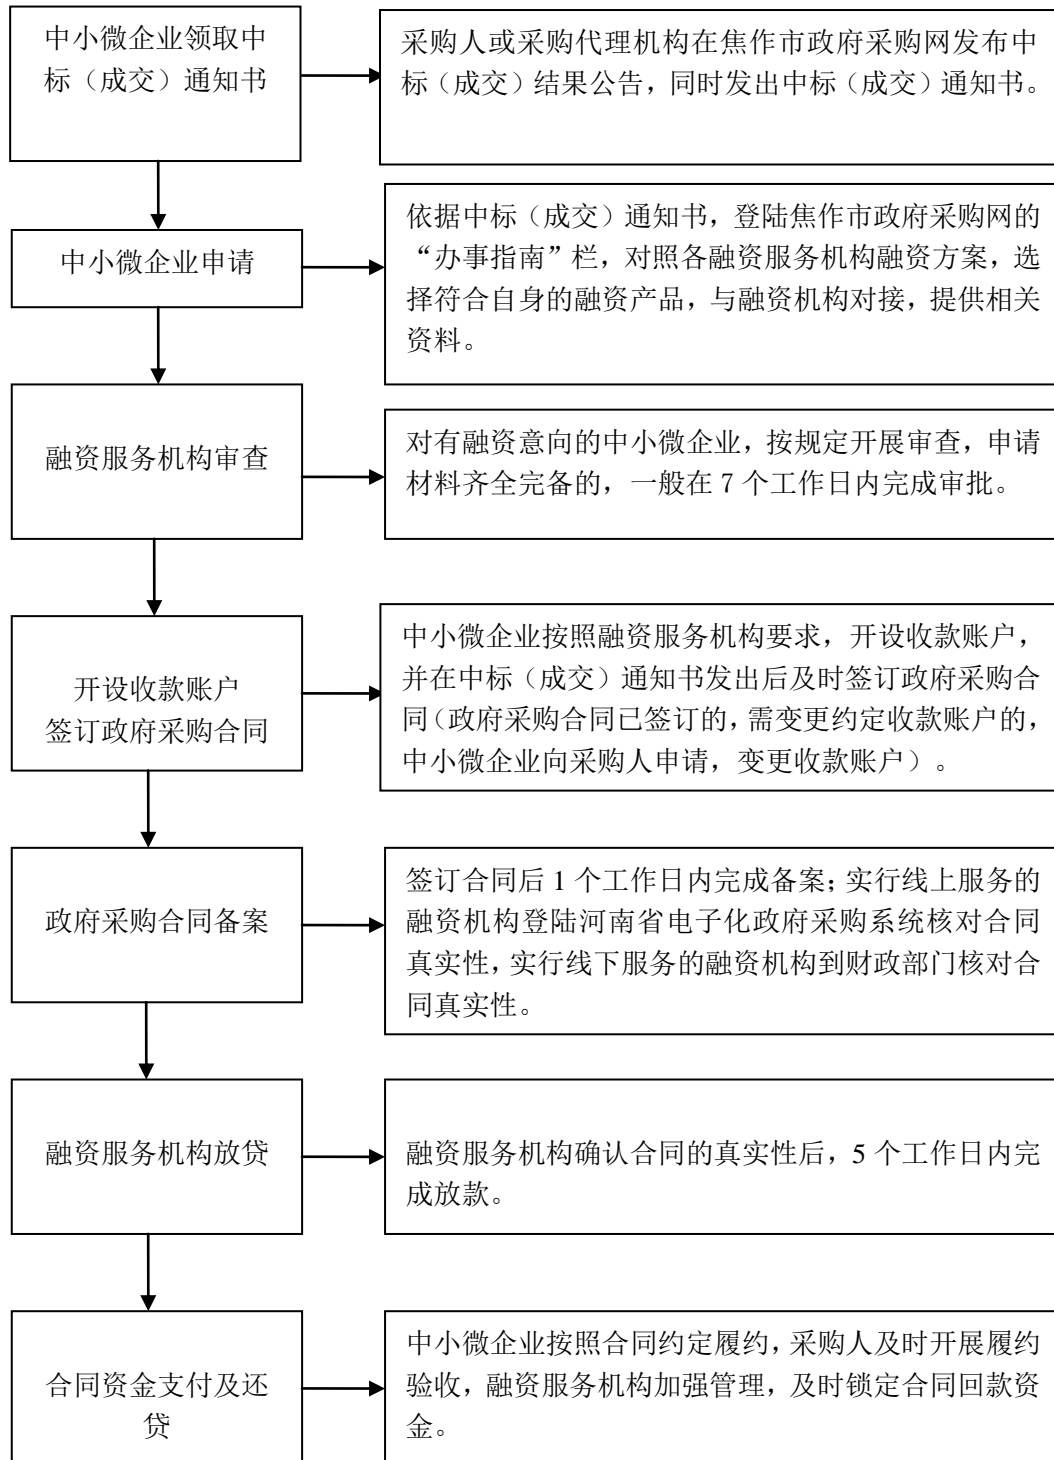 中小微企业领取中
标（成交）通知书
采购人或采购代理机构在焦作市政府采购网发布中
标（成交）结果公告，同时发出中标（成交）通知书。
中小微企业申请
依据中标（成交）通知书，登陆焦作市政府采购网的
“办事指南”栏，对照各融资服务机构融资方案，选
择符合自身的融资产品，与融资机构对接，提供相关
资料。
融资服务机构审查
对有融资意向的中小微企业，按规定开展审查，申请
材料齐全完备的，一般在 7 个工作日内完成审批。
开设收款账户
签订政府采购合同
中小微企业按照融资服务机构要求，开设收款账户，
并在中标（成交）通知书发出后及时签订政府采购合
同（政府采购合同已签订的，需变更约定收款账户的，
中小微企业向采购人申请，变更收款账户）。
政府采购合同备案
签订合同后 1 个工作日内完成备案；实行线上服务的
融资机构登陆河南省电子化政府采购系统核对合同
真实性，实行线下服务的融资机构到财政部门核对合
同真实性。
融资服务机构放贷
融资服务机构确认合同的真实性后，5 个工作日内完
成放款。
合同资金支付及还
贷
中小微企业按照合同约定履约，采购人及时开展履约
验收，融资服务机构加强管理，及时锁定合同回款资
金。